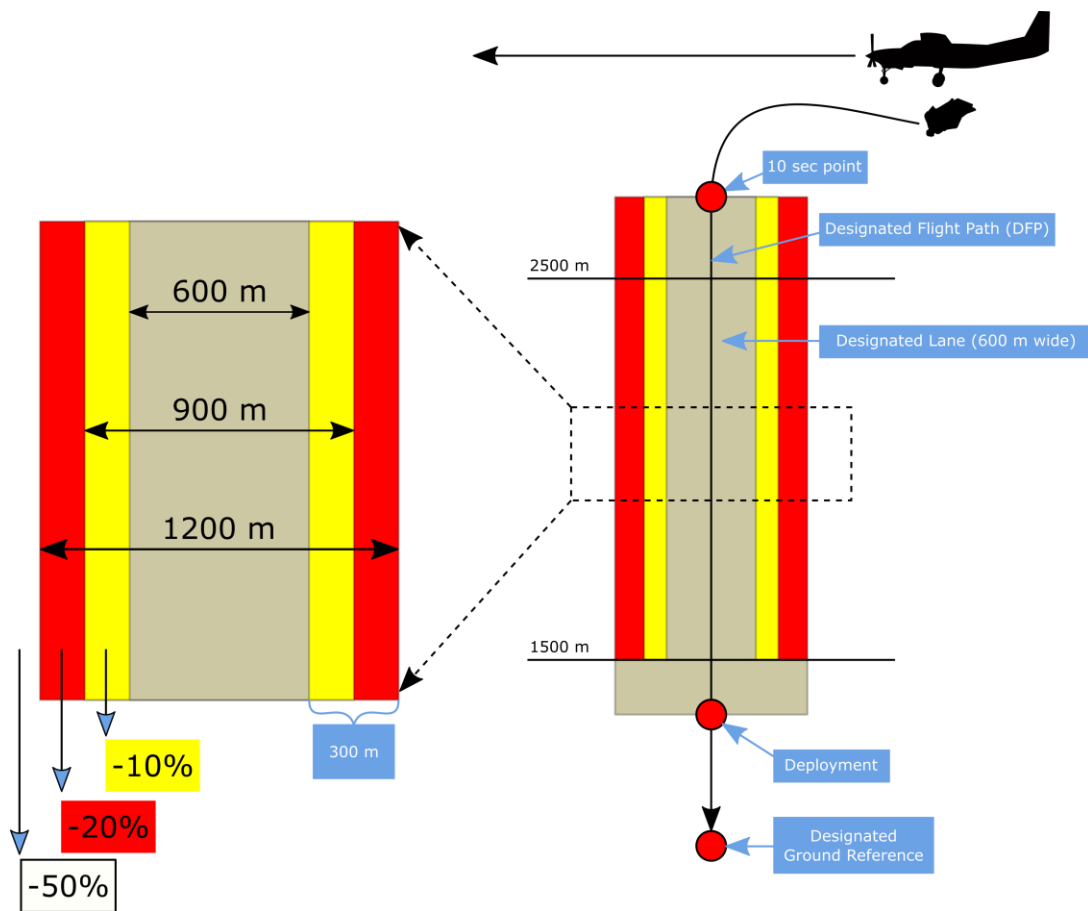 600 m
900 m
1200 m
300 m
-10%
-20%
-50%
10 sec point
Designated Flight Path (DFP)
2500 m
Designated Lane (600 m wide)
1500 m
Deployment
Designated
Ground Reference